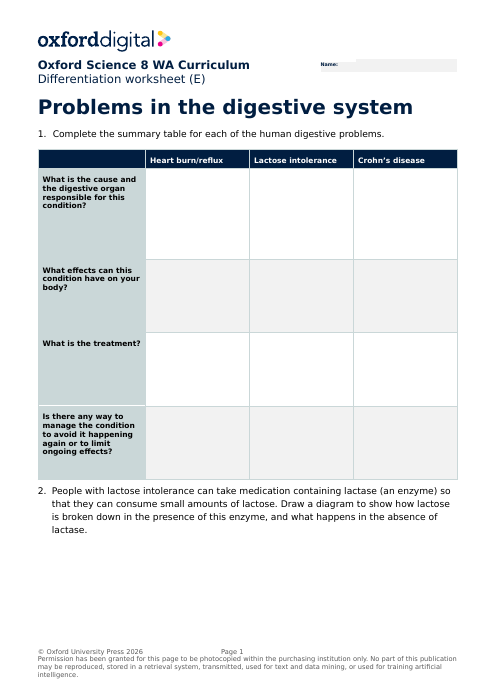 oxforddigital
Oxford Science 8 WA Curriculum
Differentiation worksheet (E)
Name:
Problems in the digestive system
1. Complete the summary table for each of the human digestive problems.
Heart burn/reflux
Lactose intolerance
Crohn’s disease
What is the cause and
the digestive organ
responsible for this
condition?
What effects can this
condition have on your
body?
What is the treatment?
Is there any way to
manage the condition
to avoid it happening
again or to limit
ongoing effects?
2. People with lactose intolerance can take medication containing lactase (an enzyme) so
that they can consume small amounts of lactose. Draw a diagram to show how lactose
is broken down in the presence of this enzyme, and what happens in the absence of
lactase.
© Oxford University Press 2026 Page 1
Permission has been granted for this page to be photocopied within the purchasing institution only. No part of this publication
may be reproduced, stored in a retrieval system, transmitted, used for text and data mining, or used for training artificial
intelligence.